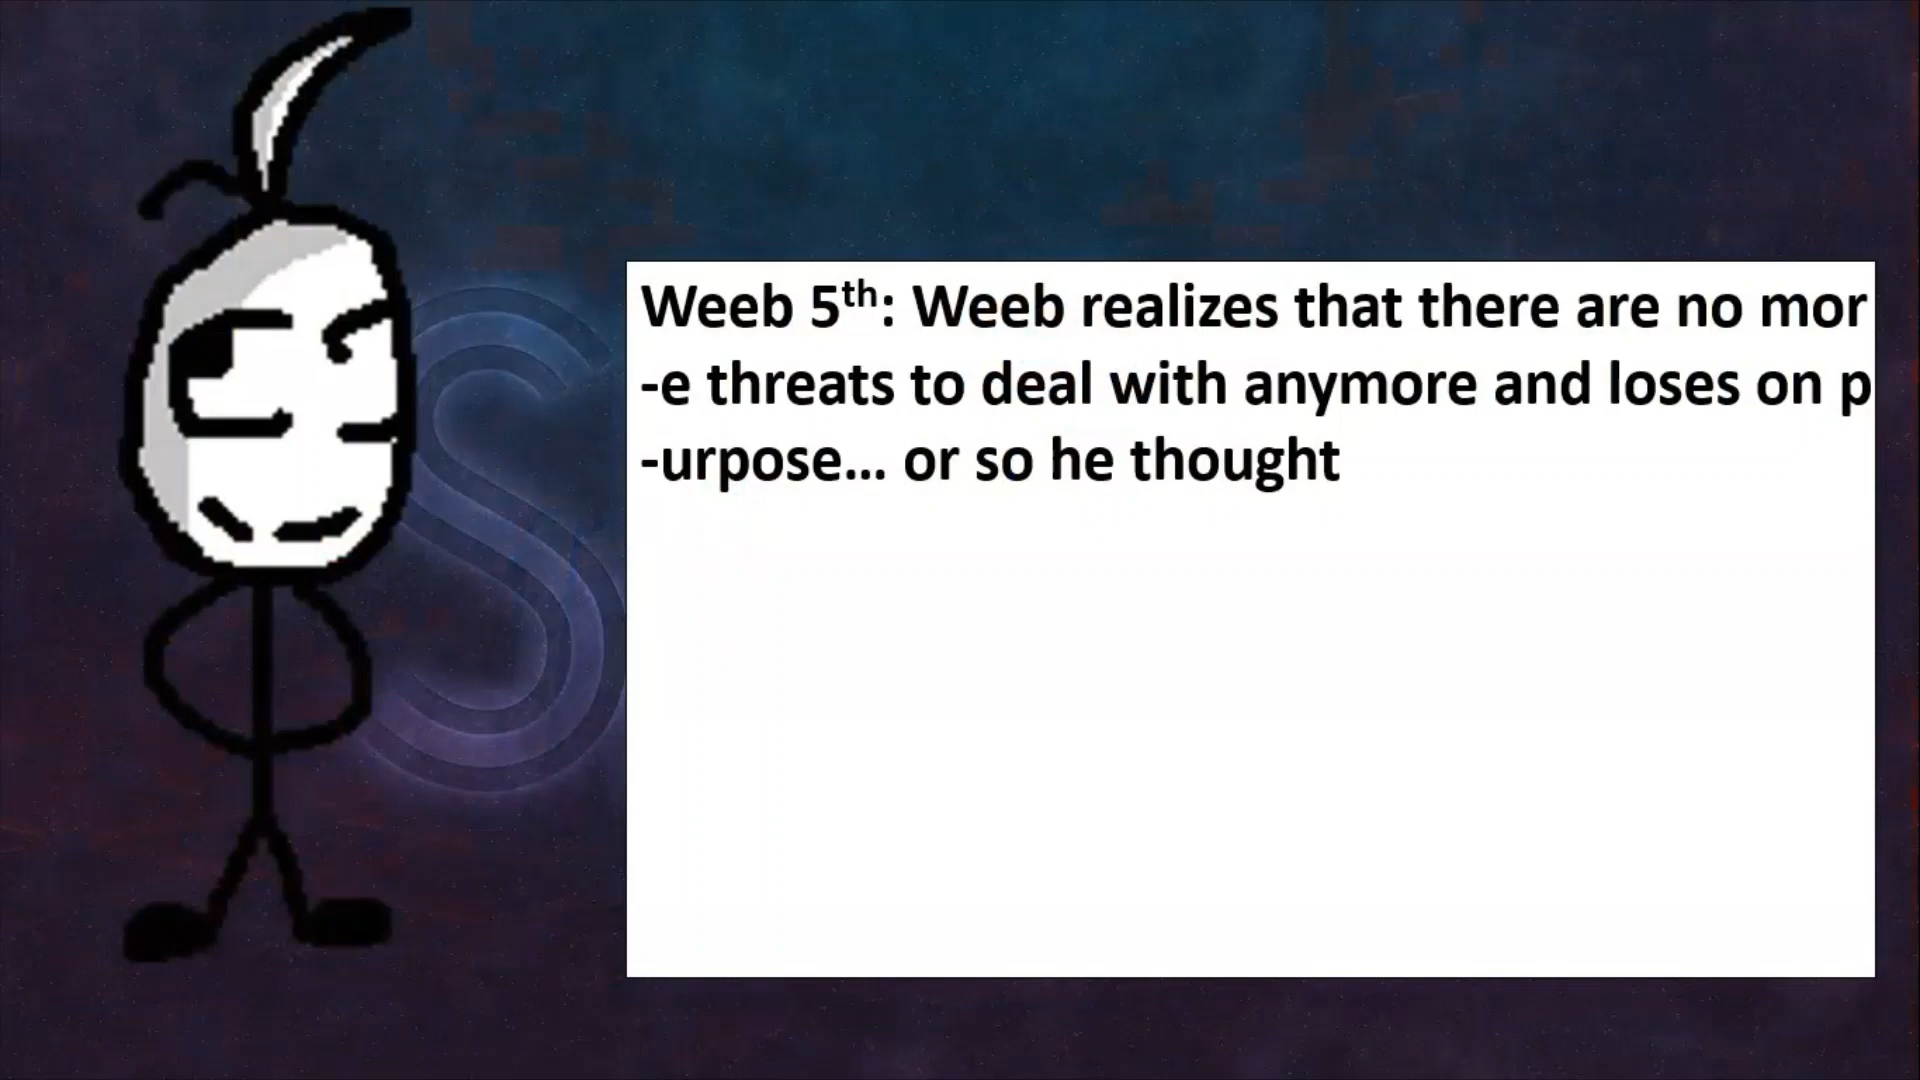 Weeb 5th: Weeb realizes that there are no mor
-e threats to deal with anymore and loses on p
-urpose... or so he thought